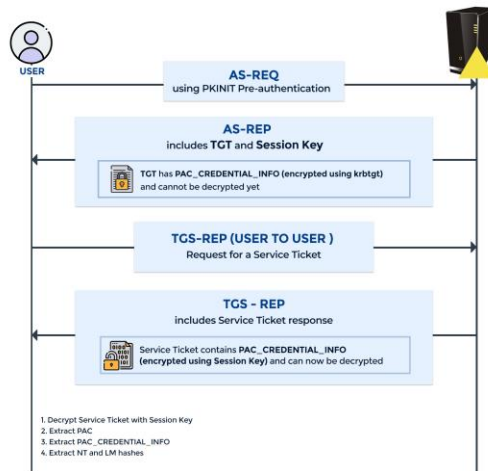 USER
AS-REQ
using PKINIT Pre-authentication
AS-REP
includes TGT and Session Key
TGT has PAC_CREDENTIAL_INFO (encrypted using krbtgt)
and cannot be decrypted yet
TGS-REP (USER TO USER )
Request for a Service Ticket
TGS - REP
includes Service Ticket response
Service Ticket contains PAC_CREDENTIAL_INFO
(encrypted using Session Key) and can now be decrypted
1. Decrypt Service Ticket with Session Key
2. Extract PAC
3. Extract PAC_CREDENTIAL_INFO
4. Extract NT and LM hashes